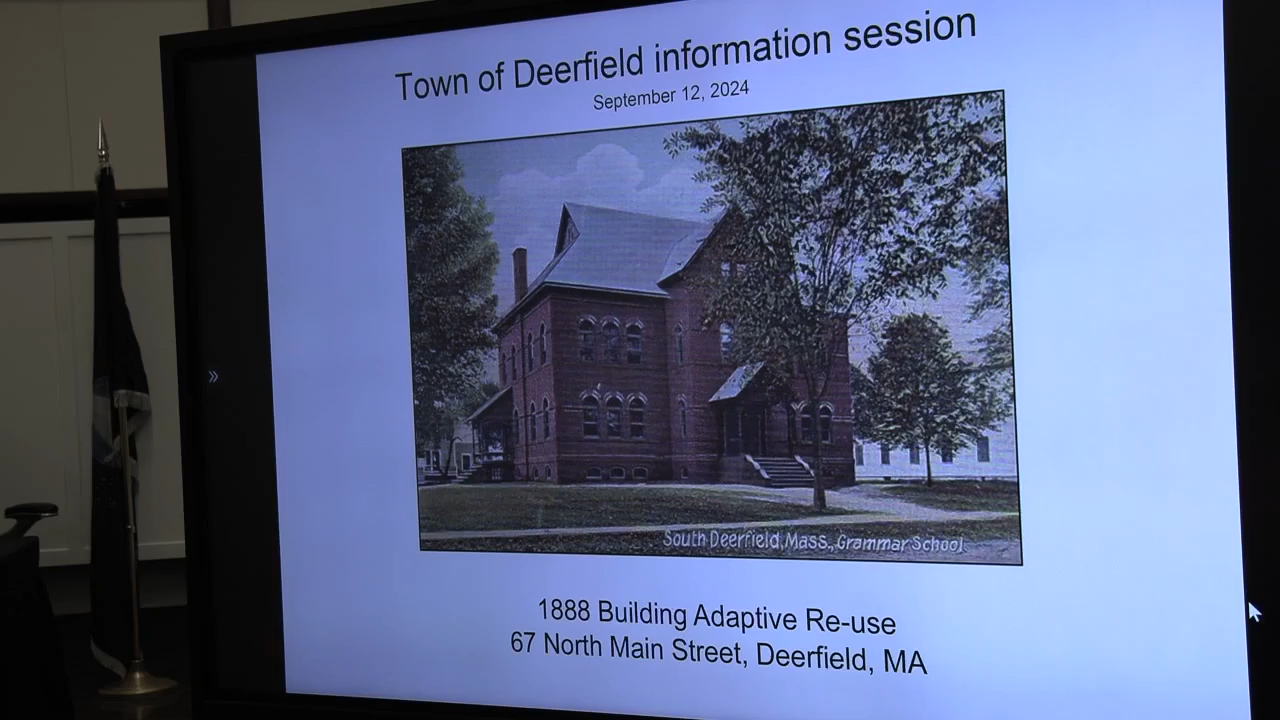 Town of Deerfield information session
September 12, 2024
South Deerfield, Mass., Grammar School.
1888 Building Adaptive Re-use
67 North Main Street, Deerfield, MA